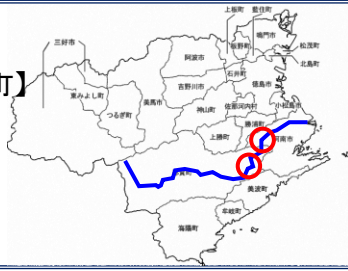 町】
上板町
藍住町
鳴門市
板野町
松茂町
北島町
三好市
阿波市
石井町
徳島市
東みよし町
美馬市
吉野川市
小松島市
つるぎ町
神山町
佐那河内村
勝浦町
上勝町
阿南市
美波町
牟岐町
海陽町